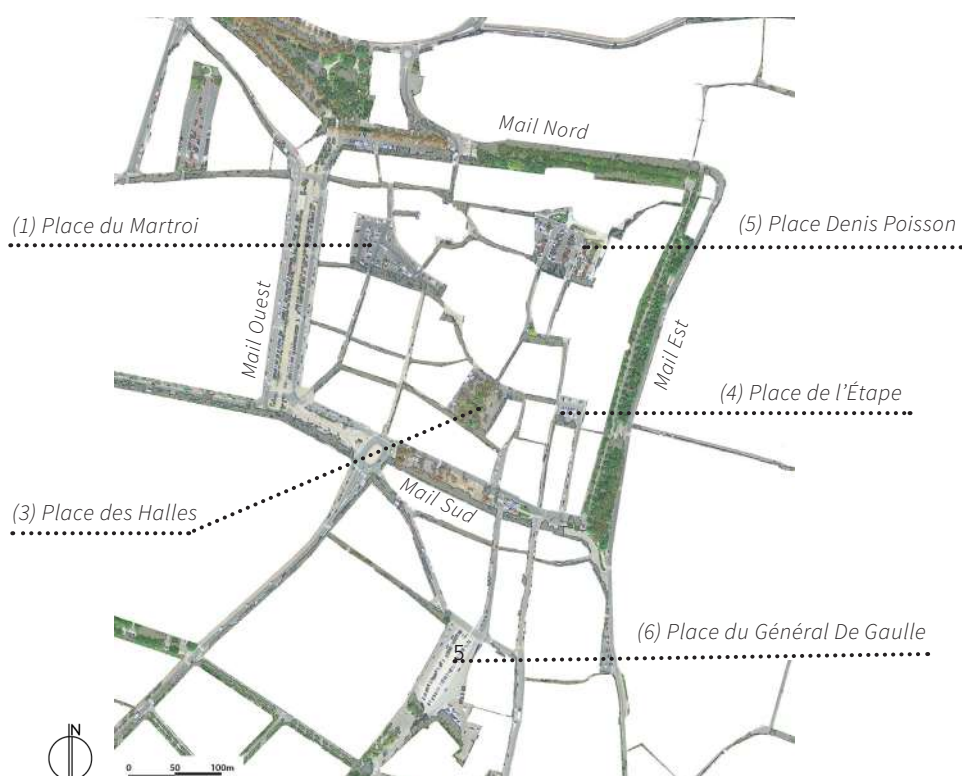 Mail Nord
(1) Place du Martroi
(5) Place Denis Poisson
Mail Ouest
Mail Est
(4) Place de l’Étape
Mail Sud
(3) Place des Halles
(6) Place du Général De Gaulle
5
N
0 50 100m